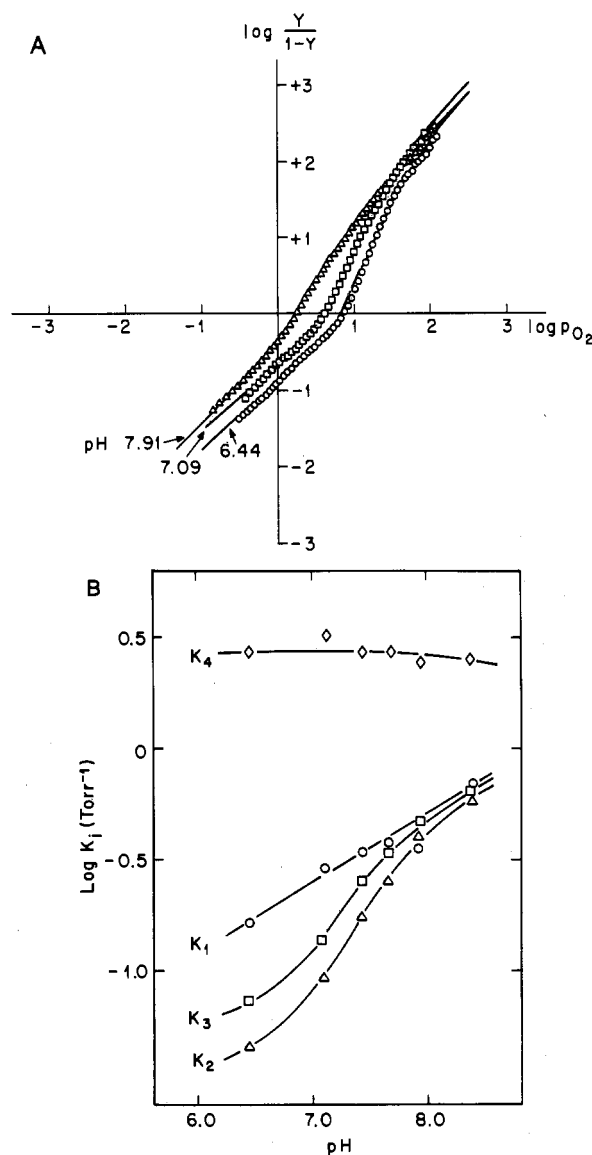 A
log Y/1-Y
+3
+2
+1
-3 -2 -1 1 2 3
log pO2
-1
-2
-3
pH 7.91
7.09
6.44
B
Log Ki (Torr-1)
0.5
0
-0.5
-1.0
K4
K1
K3
K2
6.0 7.0 8.0
pH